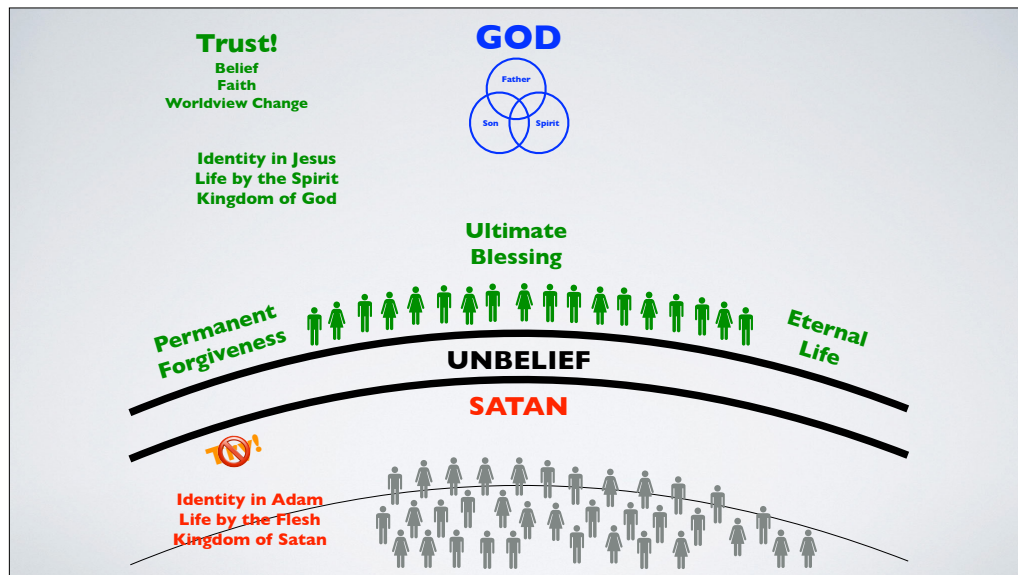 Trust!
Belief
Faith
Worldview Change
GOD
Father
Son
Spirit
Identity in Jesus
Life by the Spirit
Kingdom of God
Ultimate
Blessing
Permanent
Forgiveness
Eternal
Life
UNBELIEF
SATAN
Try!
Identity in Adam
Life by the Flesh
Kingdom of Satan